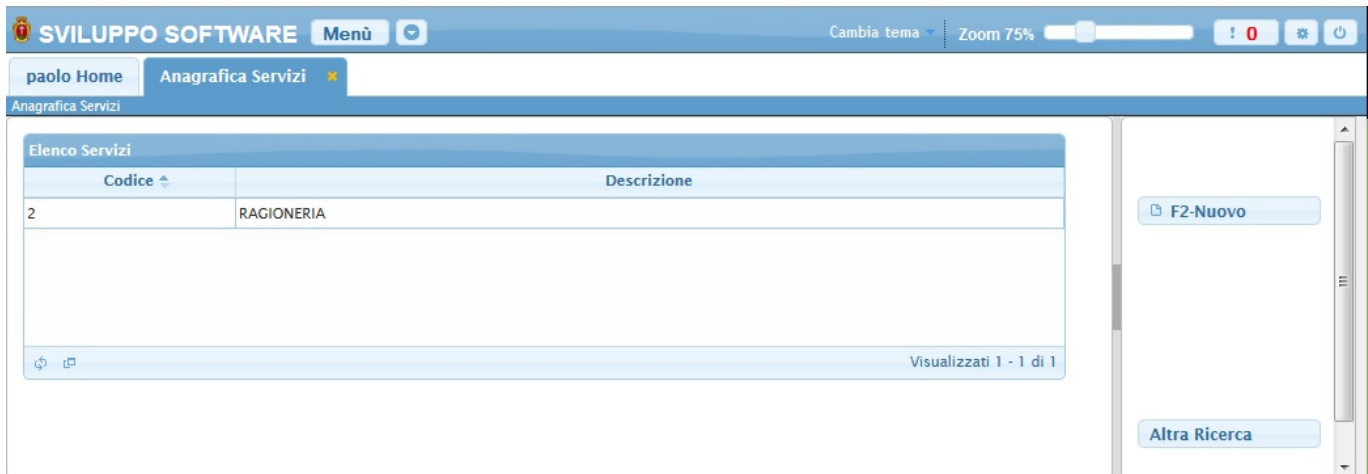 SVILUPPO SOFTWARE Menù Cambia tema Zoom 75% ! 0
paolo Home Anagrafica Servizi
Anagrafica Servizi
Elenco Servizi
Codice Descrizione
2 RAGIONERIA
F2-Nuovo
Visualizzati 1 - 1 di 1
Altra Ricerca